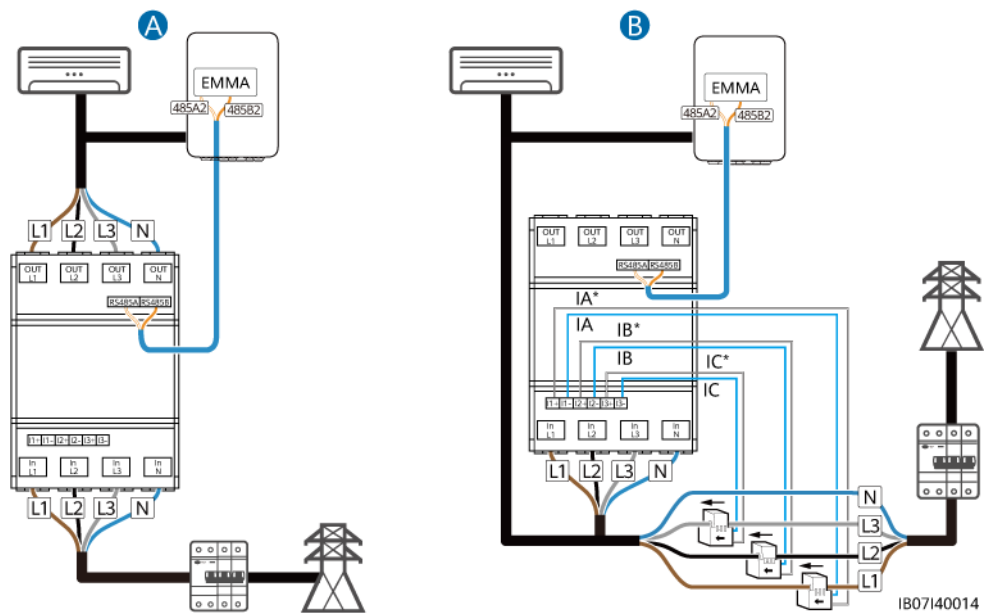 A
EMMA
485A2 485B2
L1 L2 L3 N
OUT L1 OUT L2 OUT L3 OUT N
RS485A RS485B
I1+ I1- I2+ I2- I3+ I3-
In L1 In L2 In L3 In N
L1 L2 L3 N
B
EMMA
485A2 485B2
OUT L1 OUT L2 OUT L3 OUT N
RS485A RS485B
IA*
IA
IB*
IB
IC*
IC
I1+ I1- I2+ I2- I3+ I3-
In L1 In L2 In L3 In N
L1 L2 L3 N
N
L3
L2
L1
IB07I40014